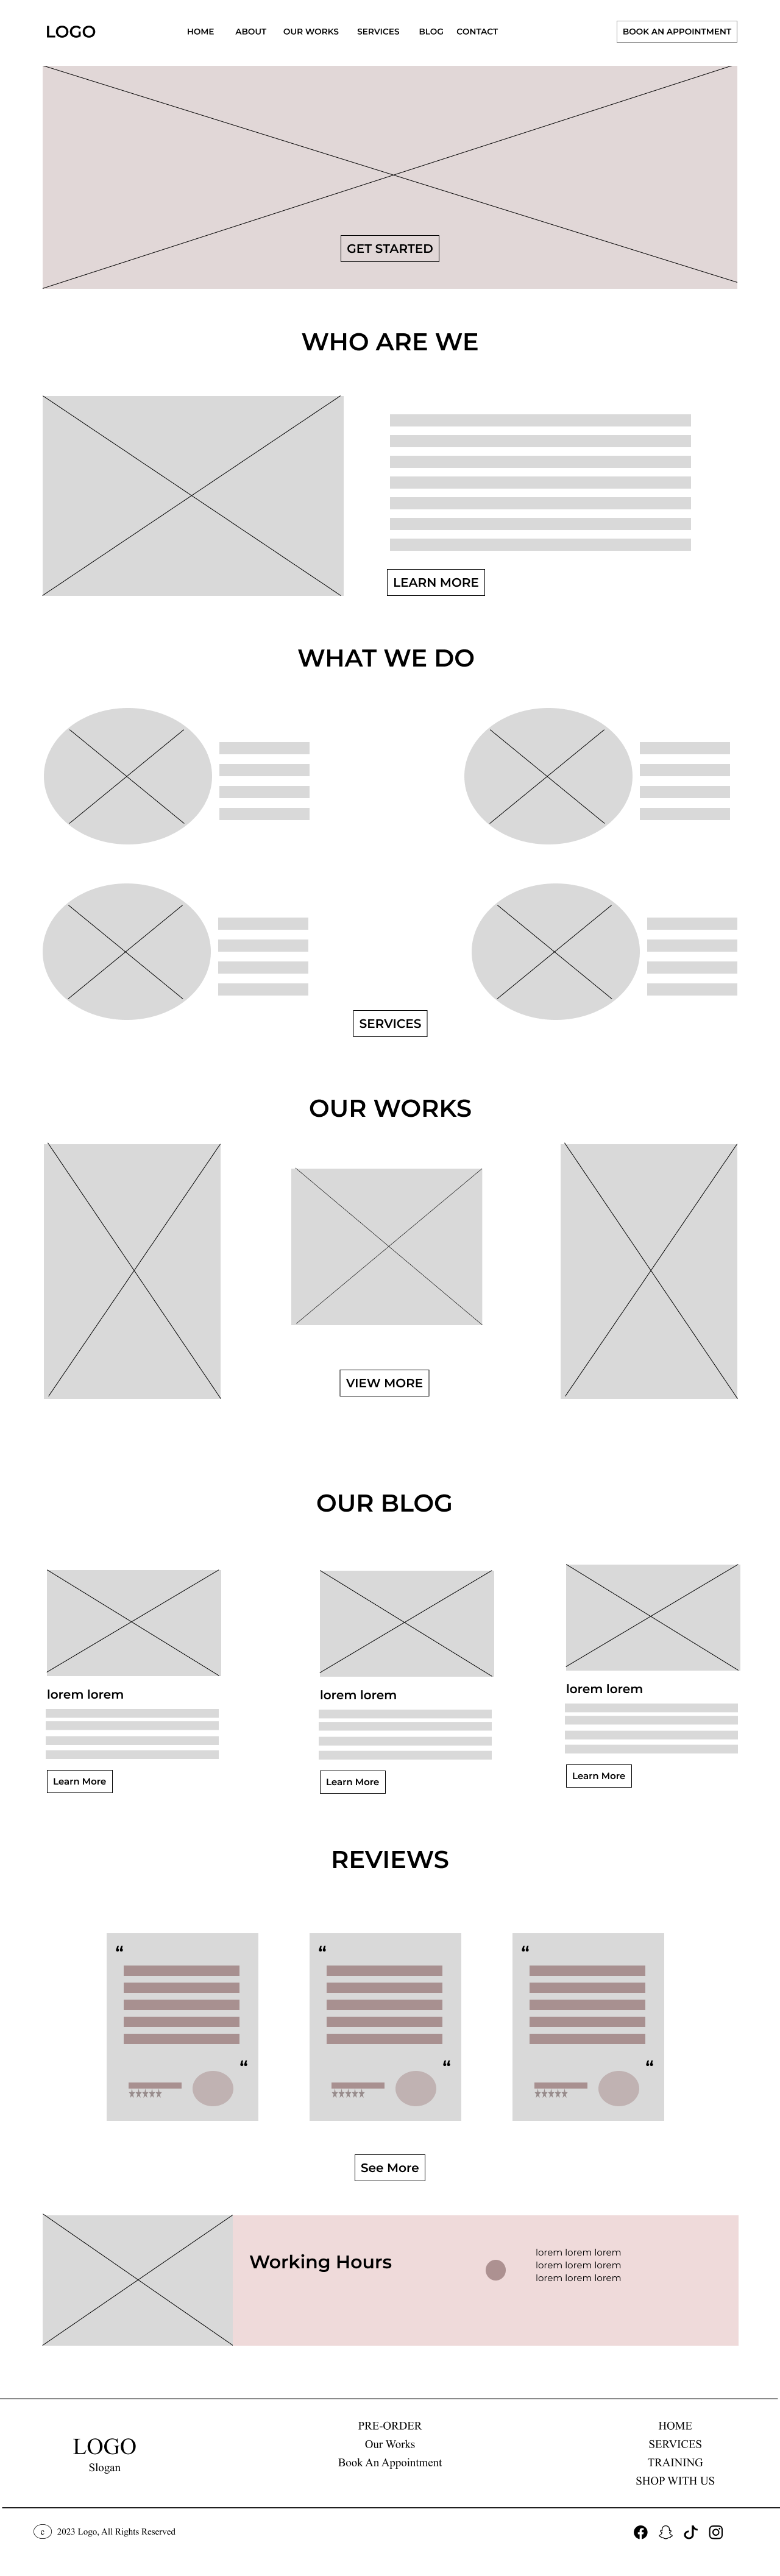 LOGO
HOME ABOUT OUR WORKS SERVICES BLOG CONTACT
BOOK AN APPOINTMENT
GET STARTED
WHO ARE WE
LEARN MORE
WHAT WE DO
SERVICES
OUR WORKS
VIEW MORE
OUR BLOG
lorem lorem
Learn More
lorem lorem
Learn More
lorem lorem
Learn More
REVIEWS
“
“
“
“
“
“
See More
Working Hours
lorem lorem lorem
lorem lorem lorem
lorem lorem lorem
LOGO
Slogan
PRE-ORDER
Our Works
Book An Appointment
HOME
SERVICES
TRAINING
SHOP WITH US
c 2023 Logo, All Rights Reserved